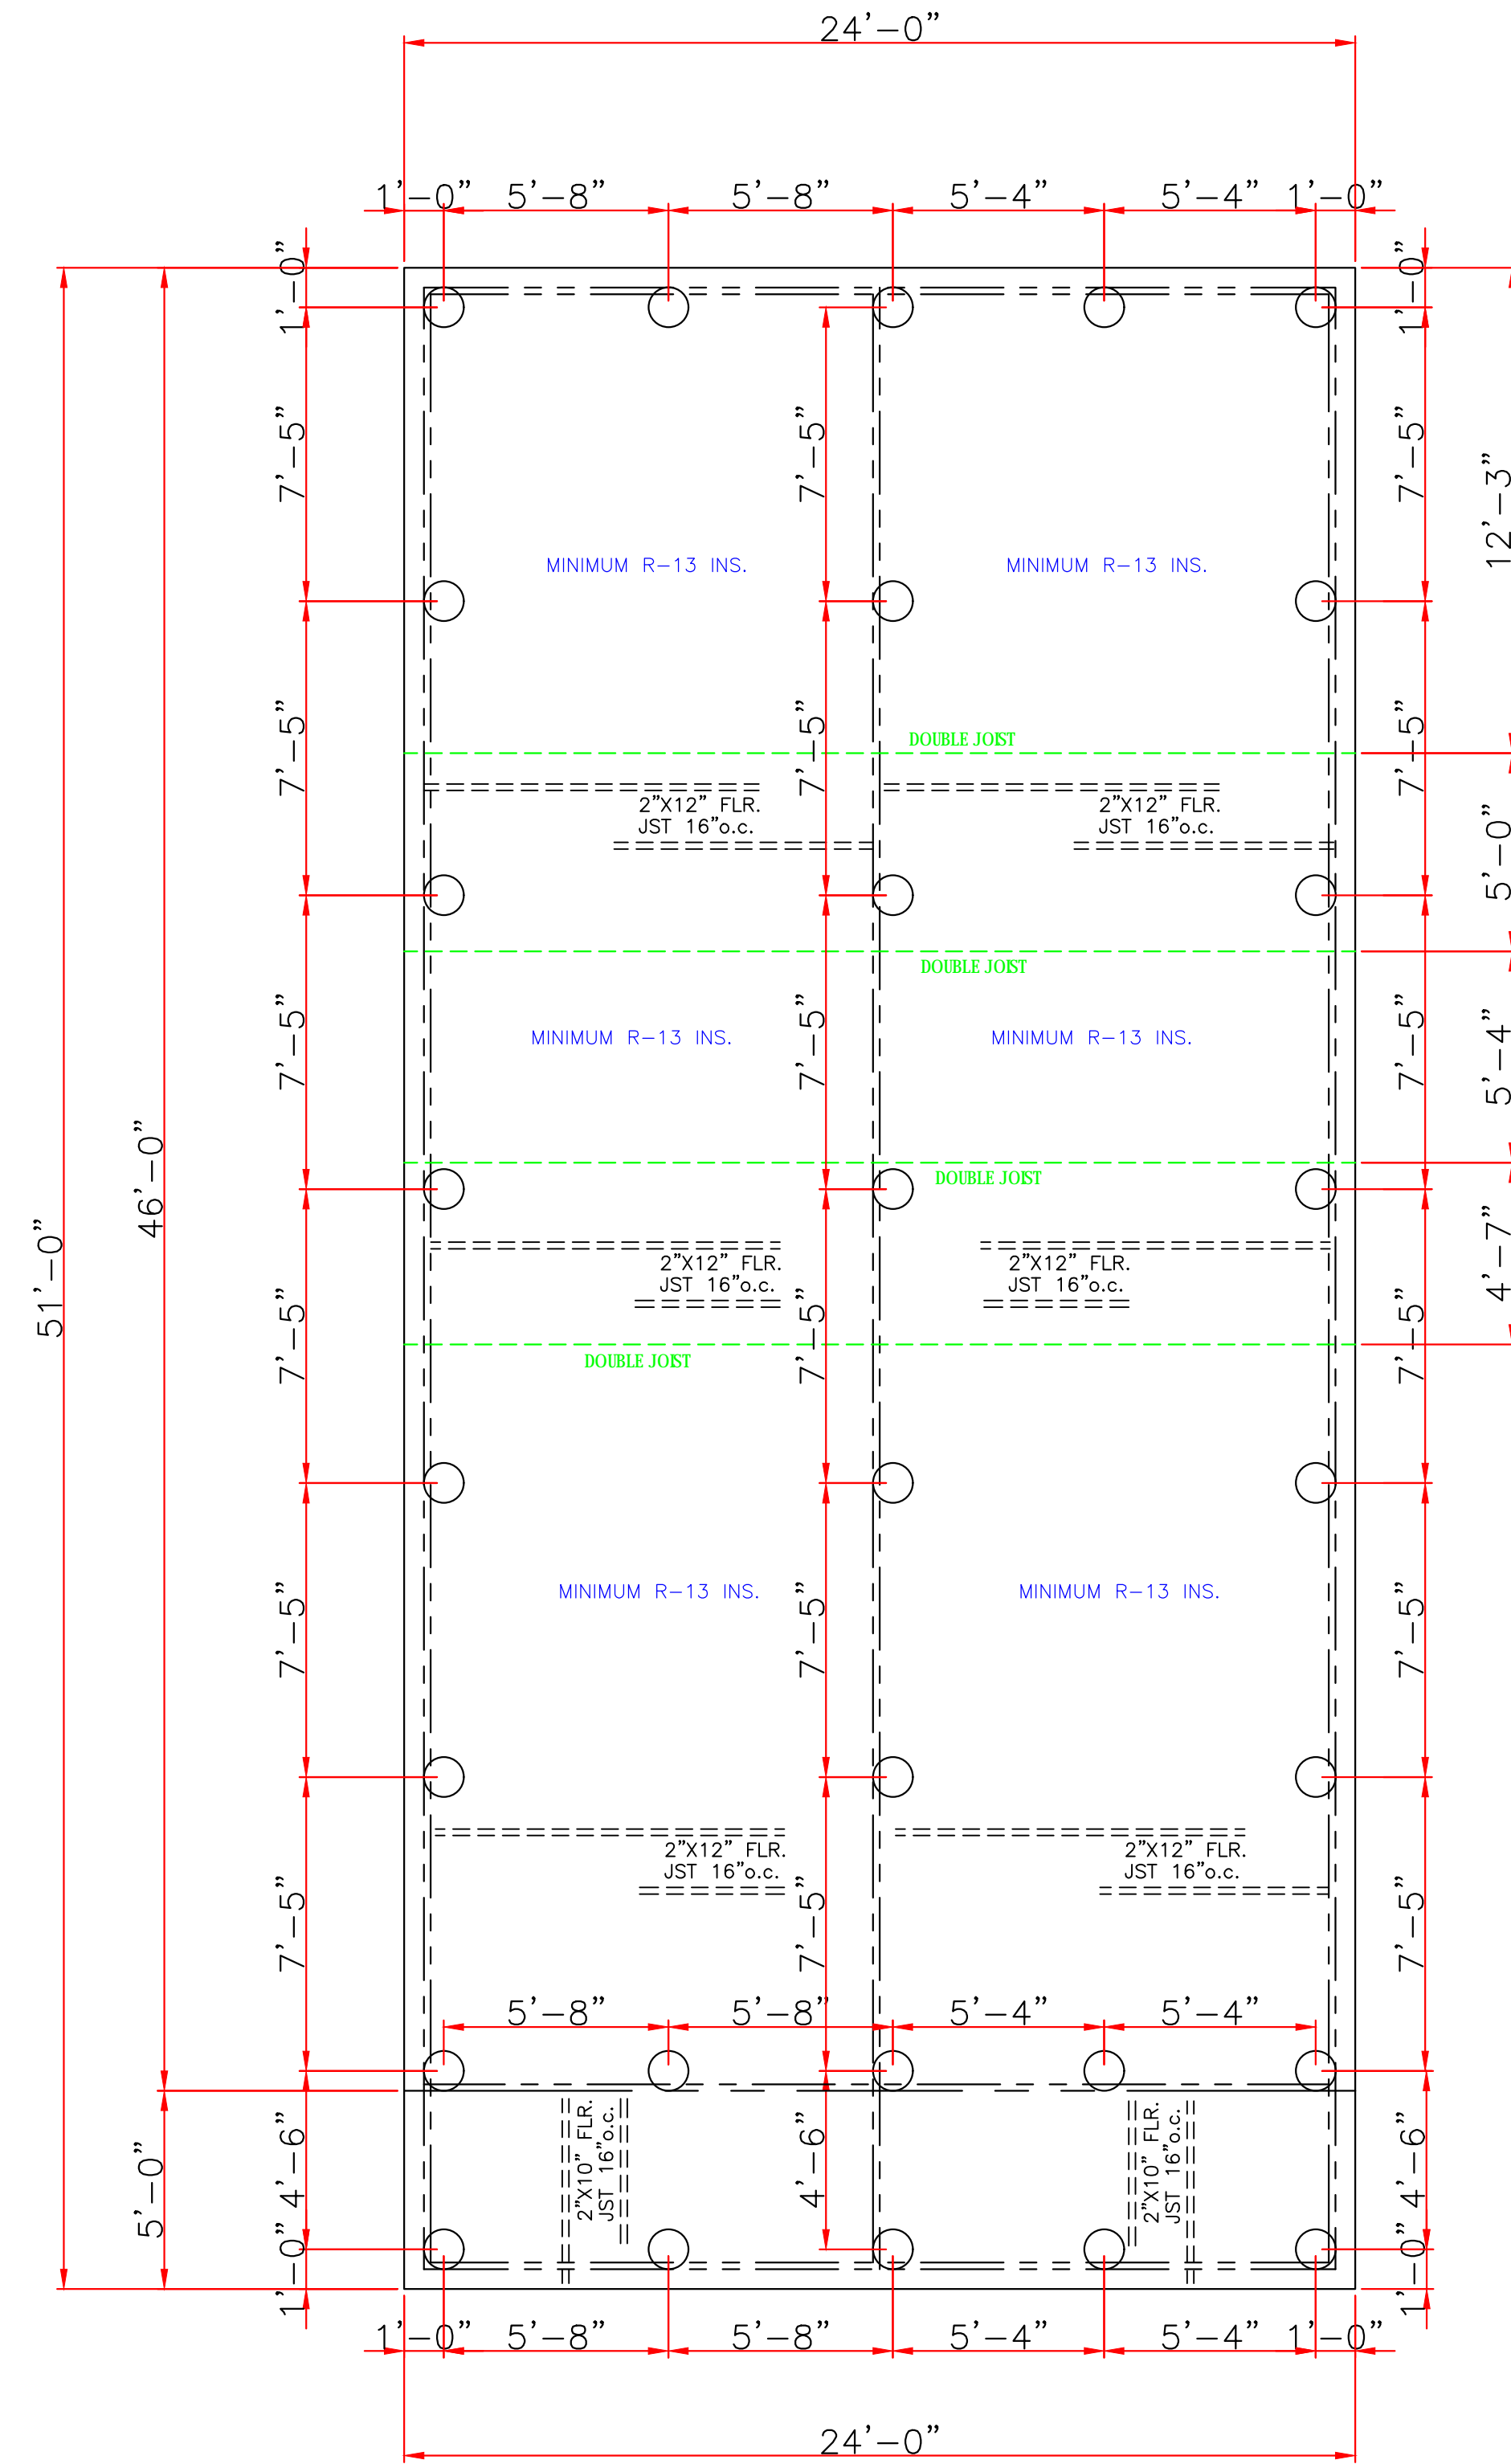 24'-0"
1'-0" 5'-8" 5'-8" 5'-4" 5'-4" 1'-0"
1'-0" 1'-0"
7'-5" 7'-5" 7'-5" 12'-3"
MINIMUM R-13 INS. MINIMUM R-13 INS.
7'-5" 7'-5" 7'-5"
DOUBLE JOIST
2"X12" FLR. 2"X12" FLR.
JST 16"o.c. JST 16"o.c.
5'-0"
DOUBLE JOIST
7'-5" 7'-5" 7'-5"
MINIMUM R-13 INS. MINIMUM R-13 INS.
5'-4"
46'-0"
DOUBLE JOIST
51'-0"
2"X12" FLR. 2"X12" FLR.
JST 16"o.c. JST 16"o.c.
4'-7"
7'-5" 7'-5" 7'-5"
DOUBLE JOIST
MINIMUM R-13 INS. MINIMUM R-13 INS.
7'-5" 7'-5" 7'-5"
2"X12" FLR. 2"X12" FLR.
JST 16"o.c. JST 16"o.c.
7'-5" 7'-5" 7'-5"
5'-8" 5'-8" 5'-4" 5'-4"
5'-0"
4'-6" 4'-6" 4'-6"
2"X10" FLR.
JST 16"o.c.
2"X10" FLR.
JST 16"o.c.
1'-0" 1'-0"
1'-0" 5'-8" 5'-8" 5'-4" 5'-4" 1'-0"
24'-0"